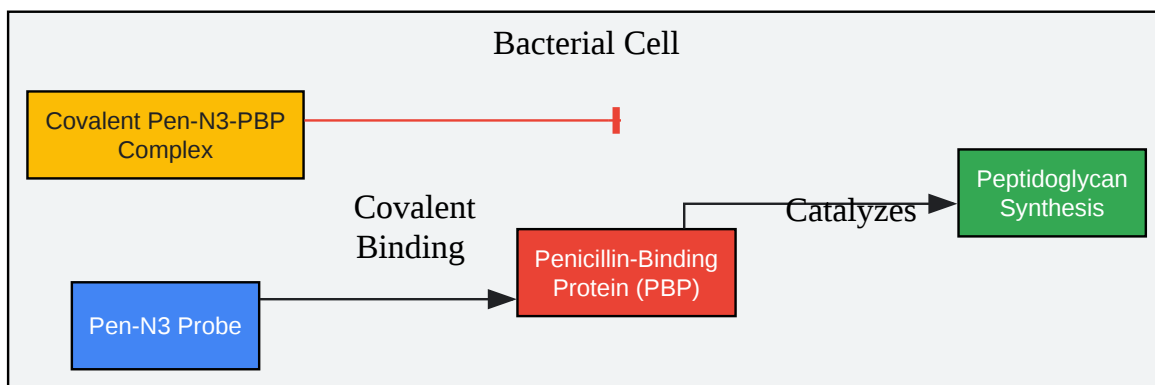 Bacterial Cell
Covalent Pen-N3-PBP
Complex
Peptidoglycan
Synthesis
Covalent
Binding
Catalyzes
Penicillin-Binding
Protein (PBP)
Pen-N3 Probe